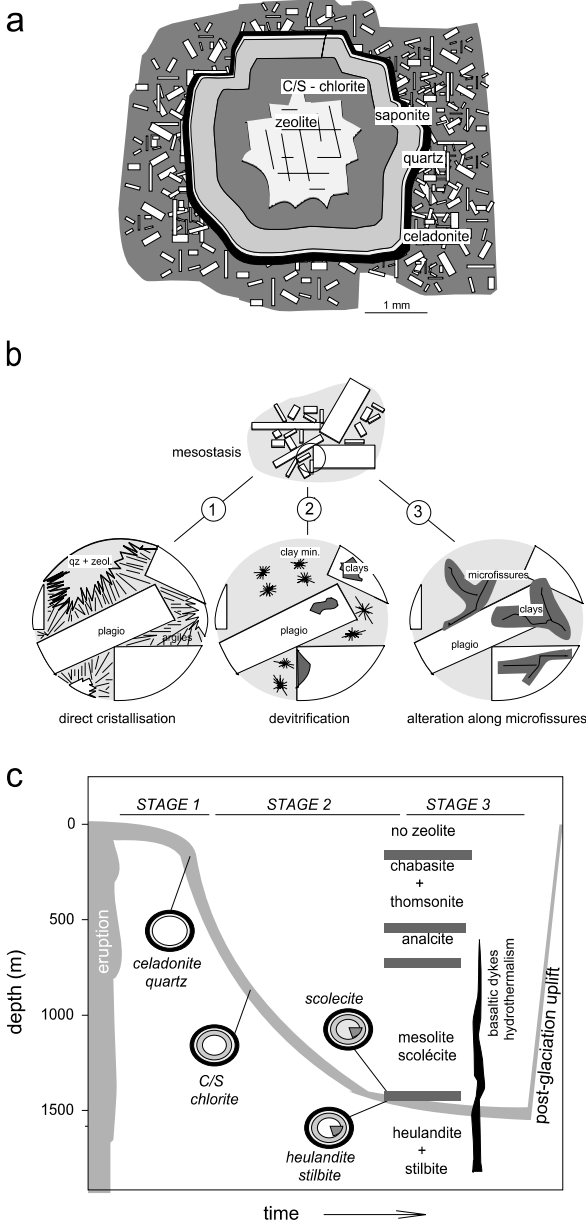 a
C/S - chlorite
zeolite
saponite
quartz
celadonite
1 mm
b
mesostasis
1
2
3
qz + zeol.
plagio
argiles
clay min.
clays
plagio
microfissures
clays
plagio
direct cristallisation
devitrification
alteration along microfissures
c
STAGE 1
STAGE 2
STAGE 3
0
500
1000
1500
depth (m)
eruption
celadonite
quartz
C/S
chlorite
scolecite
heulandite
stilbite
no zeolite
chabasite
+
thomsonite
analcite
mesolite
scolécite
heulandite
+
stilbite
basaltic dykes
hydrothermalism
post-glaciation uplift
time